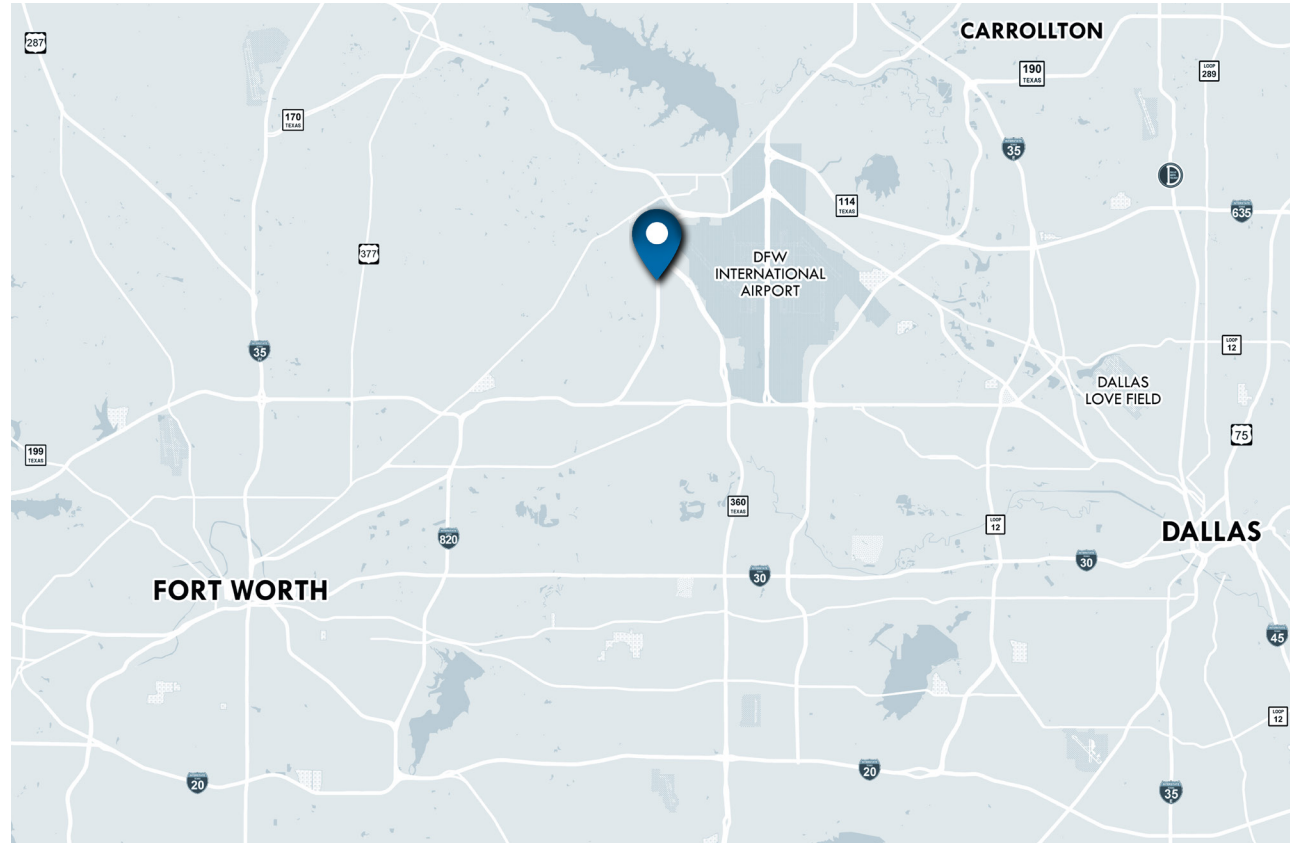 CARROLLTON
287
190
TEXAS
LOOP
289
170
TEXAS
35
114
TEXAS
635
377
DFW
INTERNATIONAL
AIRPORT
35
LOOP
12
DALLAS
LOVE FIELD
75
199
TEXAS
360
TEXAS
LOOP
12
820
DALLAS
30
30
FORT WORTH
45
LOOP
12
20
20
35